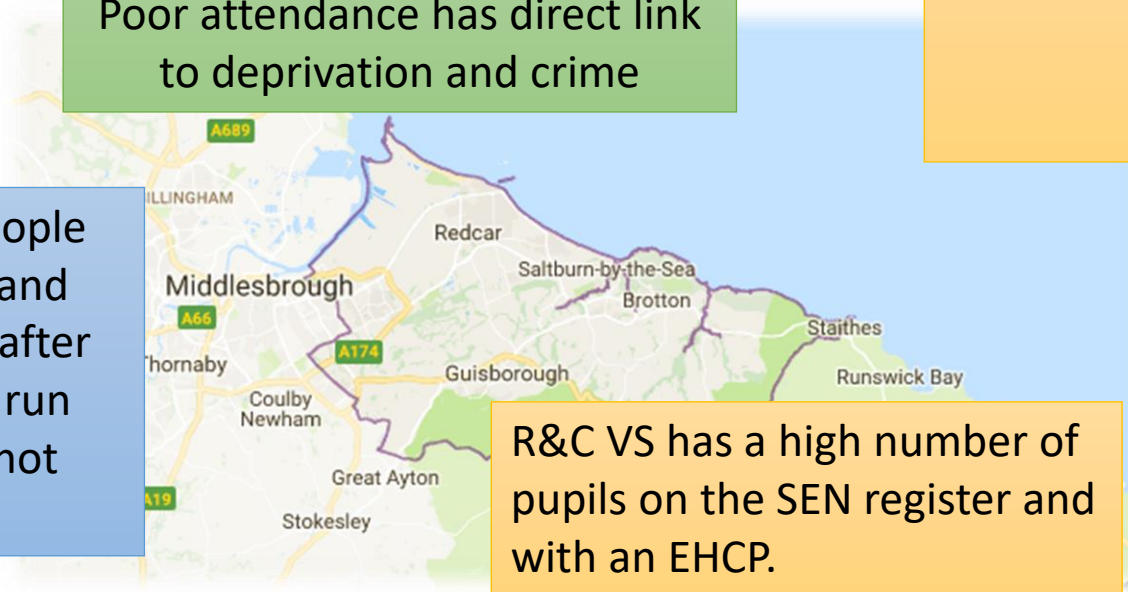 Poor attendance has direct link
to deprivation and crime
A689
ILLINGHAM
ople
and
after
run
not
Redcar
Saltburn-by-the-Sea
Brotton
Middlesbrough
A66
Staithes
A174
Thornaby
Guisborough
Runswick Bay
Coulby
Newham
R&C VS has a high number of
pupils on the SEN register and
with an EHCP.
Great Ayton
A19
Stokesley